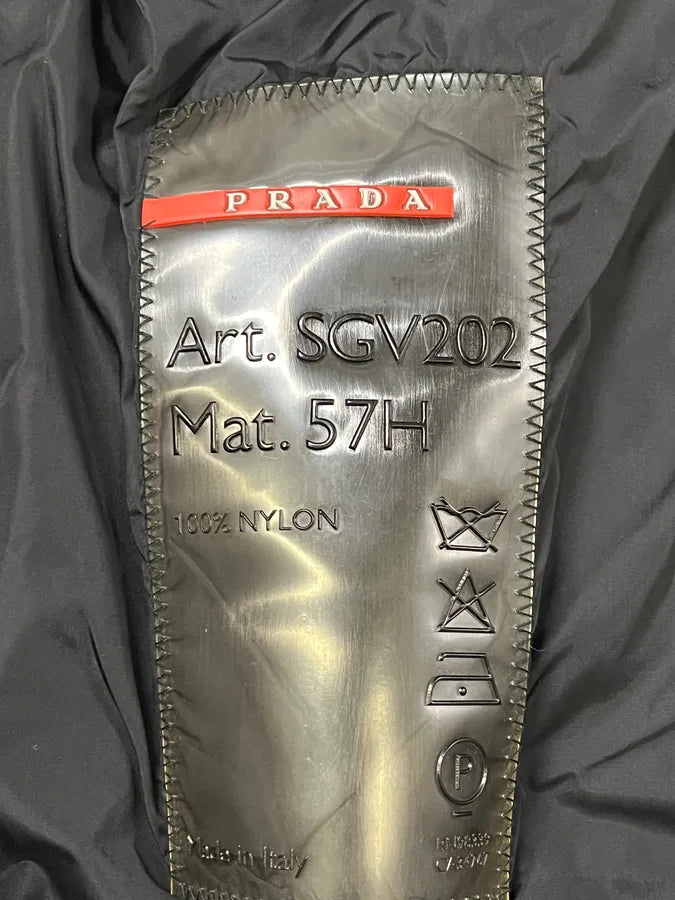 PRADA
Art. SGV202
Mat. 57H
100% NYLON
P
Made in Italy